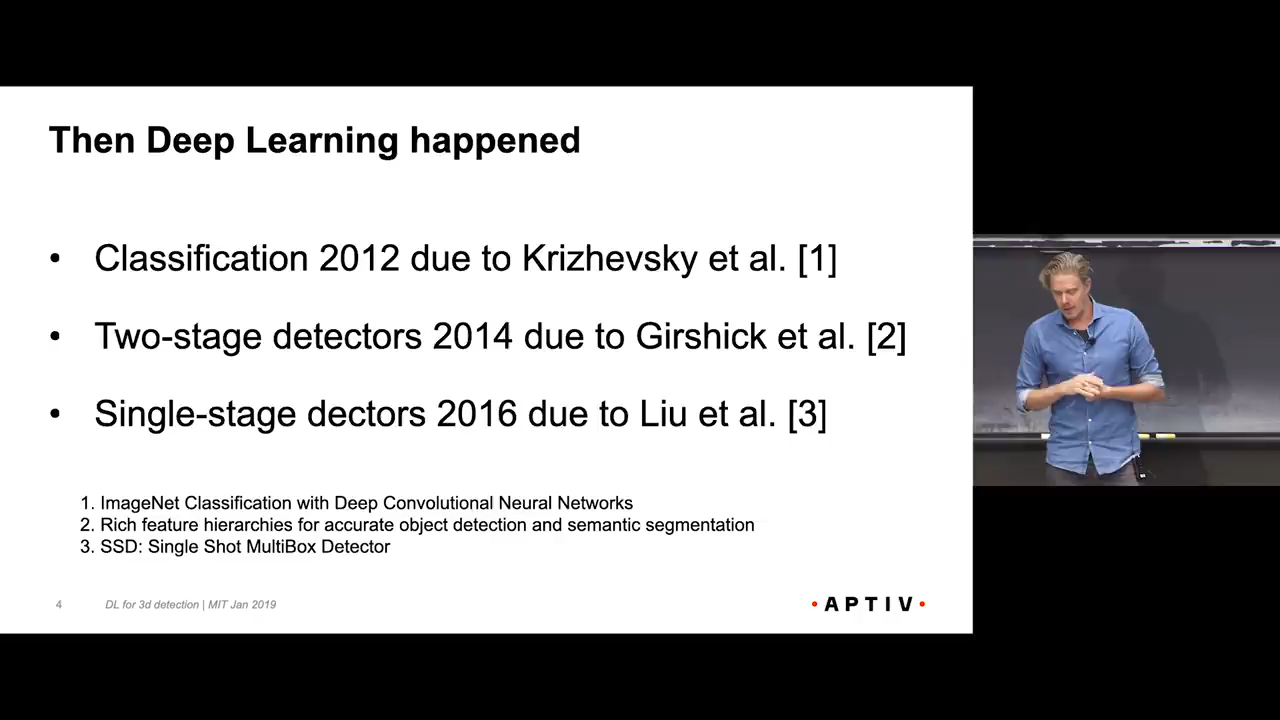 Then Deep Learning happened
• Classification 2012 due to Krizhevsky et al. [1]
• Two-stage detectors 2014 due to Girshick et al. [2]
• Single-stage dectors 2016 due to Liu et al. [3]
1. ImageNet Classification with Deep Convolutional Neural Networks
2. Rich feature hierarchies for accurate object detection and semantic segmentation
3. SSD: Single Shot MultiBox Detector
4 DL for 3d detection | MIT Jan 2019
• APTIV •